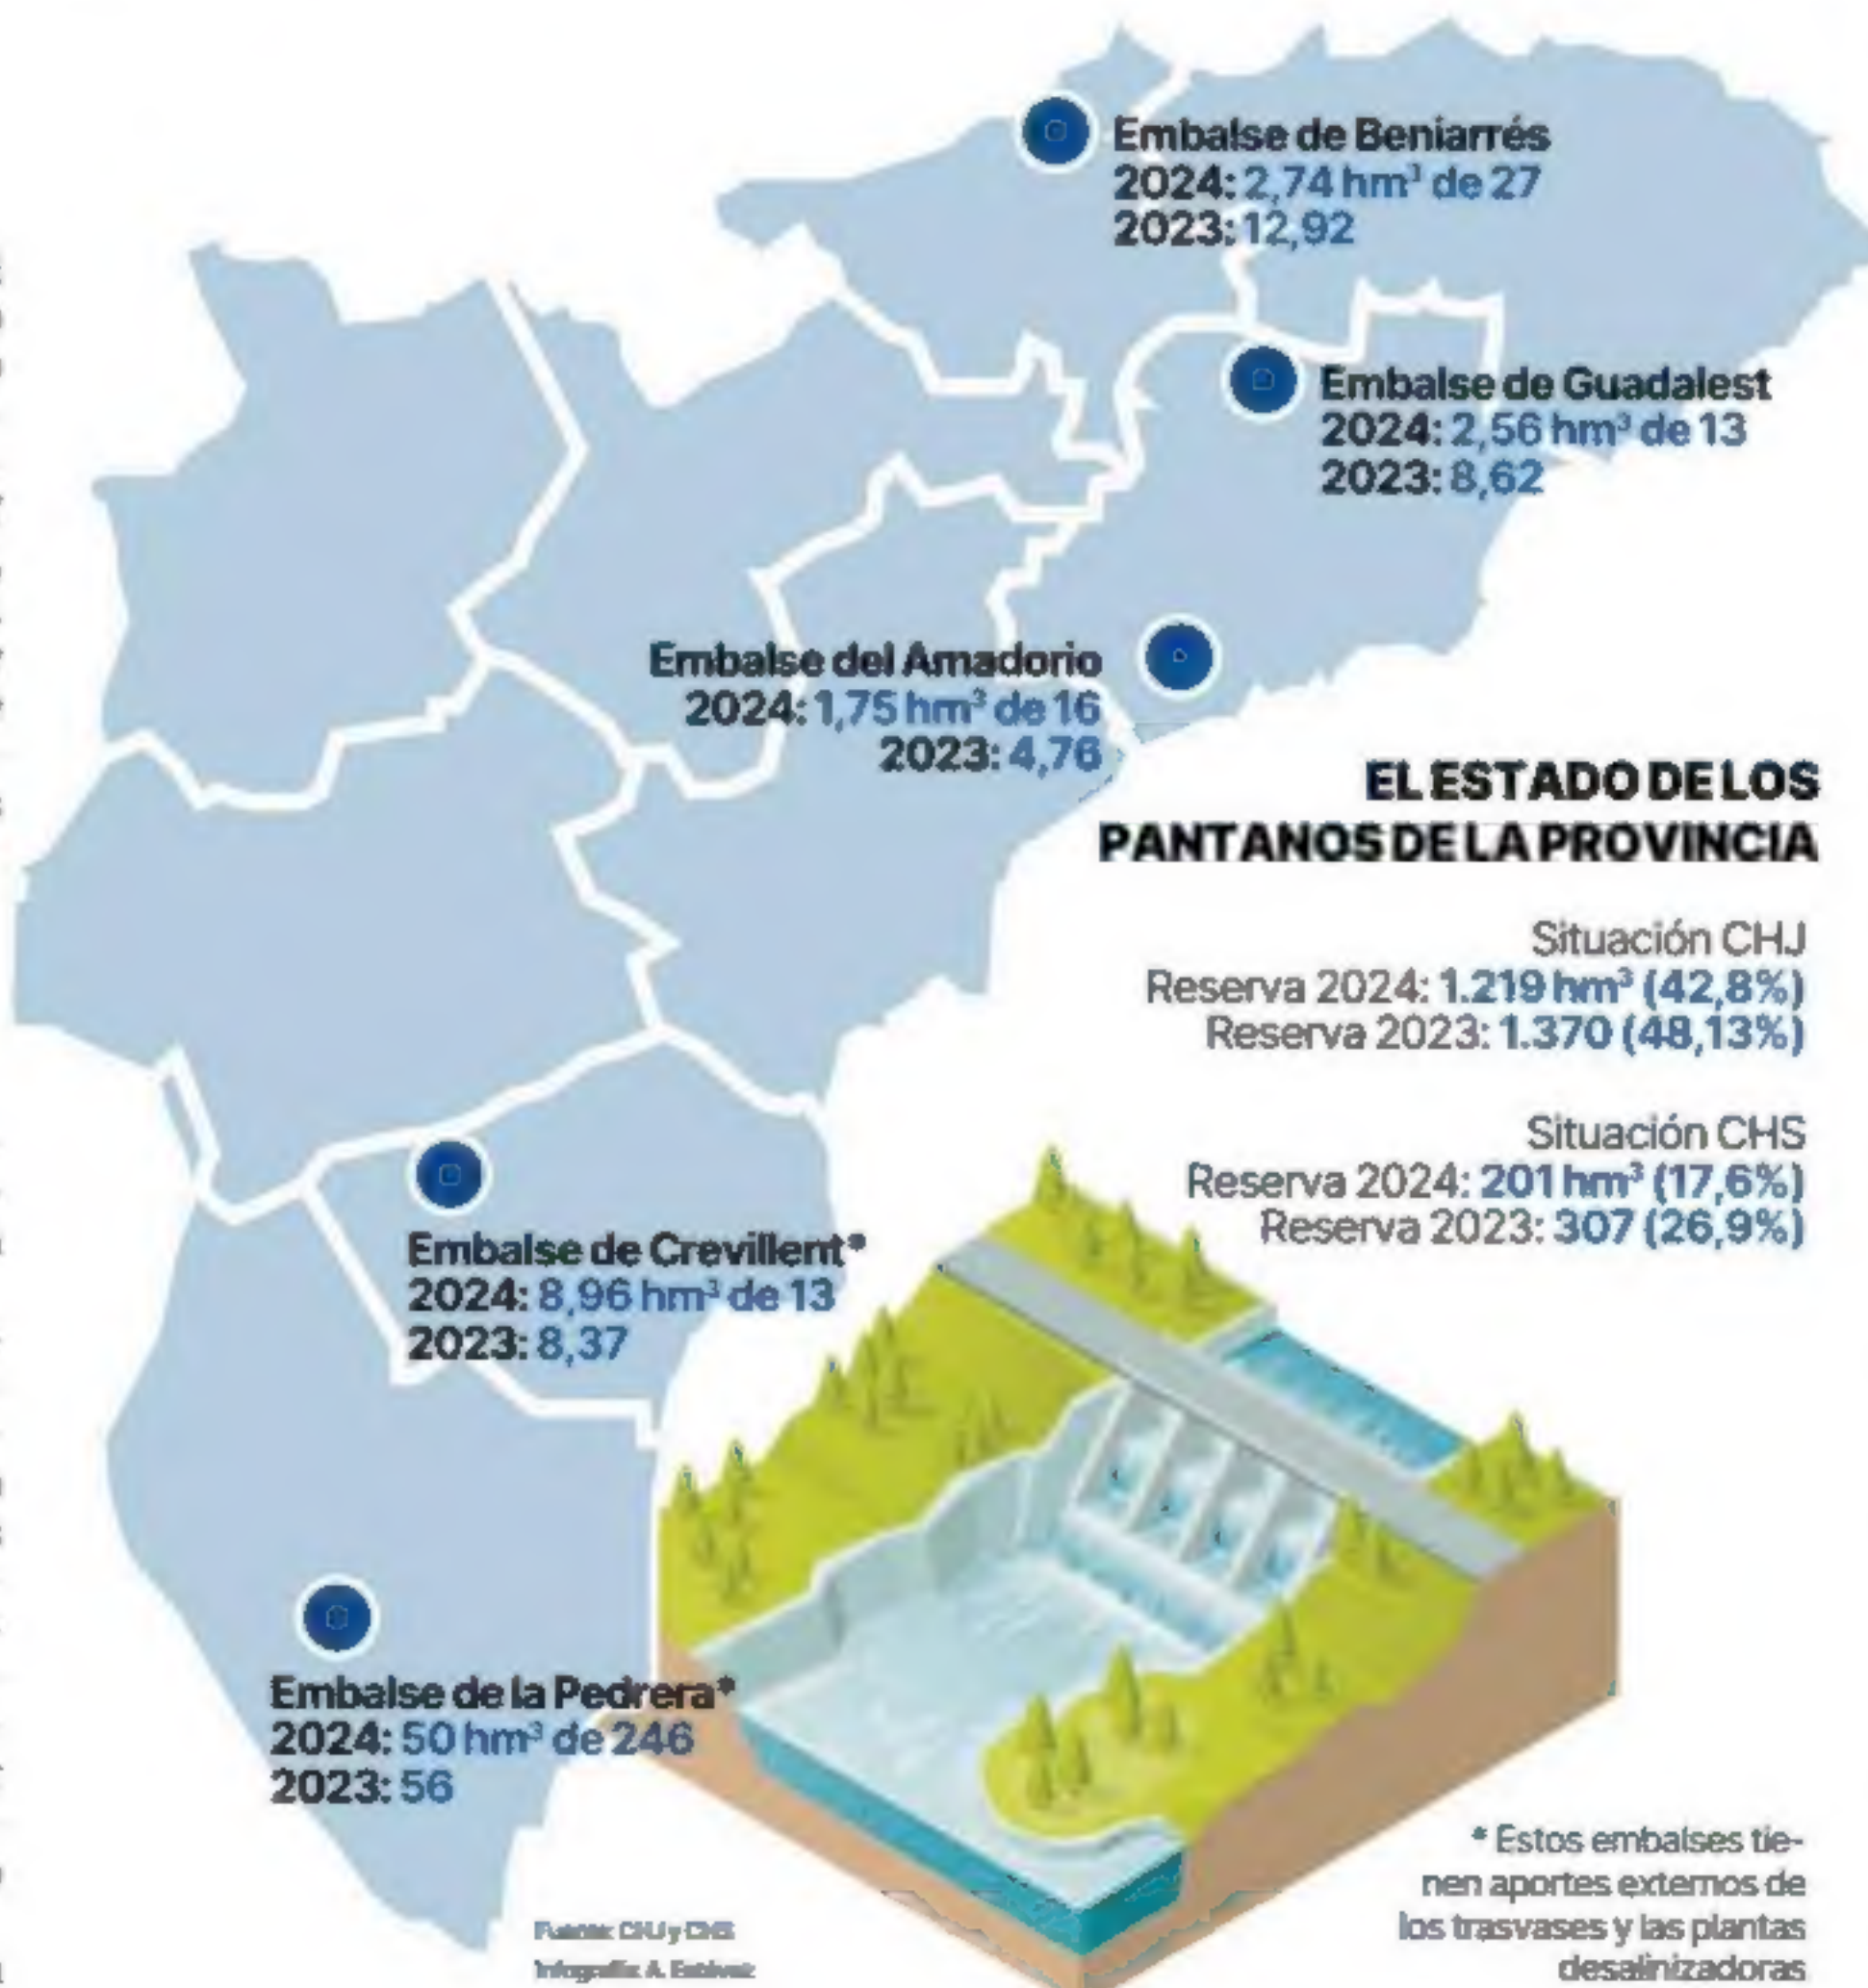 Embalse de Beniarrés
2024: 2,74 hm³ de 27
2023: 12,92
Embalse de Guadalest
2024: 2,56 hm³ de 13
2023: 8,62
Embalse del Amadorio
2024: 1,75 hm³ de 16
2023: 4,76
EL ESTADO DE LOS
PANTANOS DE LA PROVINCIA
Situación CHJ
Reserva 2024: 1.219 hm³ (42,8%)
Reserva 2023: 1.370 (48,13%)
Situación CHS
Reserva 2024: 201 hm³ (17,6%)
Reserva 2023: 307 (26,9%)
Embalse de Crevillent*
2024: 8,96 hm³ de 13
2023: 8,37
Embalse de la Pedrera*
2024: 50 hm³ de 246
2023: 56
* Estos embalses tie-
nen aportes externos de
los trasvases y las plantas
desalinizadoras
Fuente: CHJ y CHS
Infografía: A.